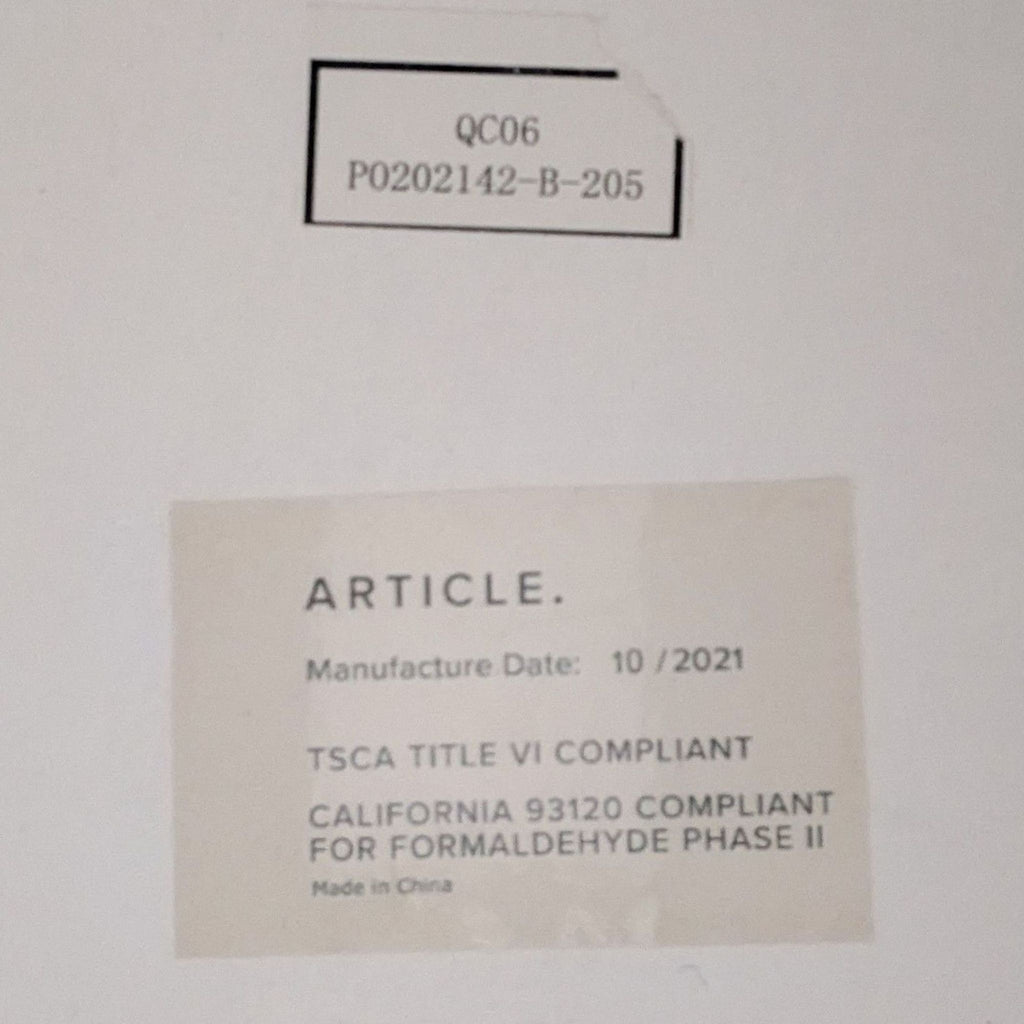 QC06
PO202142-B-205
ARTICLE.
Manufacture Date: 10 / 2021
TSCA TITLE VI COMPLIANT
CALIFORNIA 93120 COMPLIANT
FOR FORMALDEHYDE PHASE II
Made in China